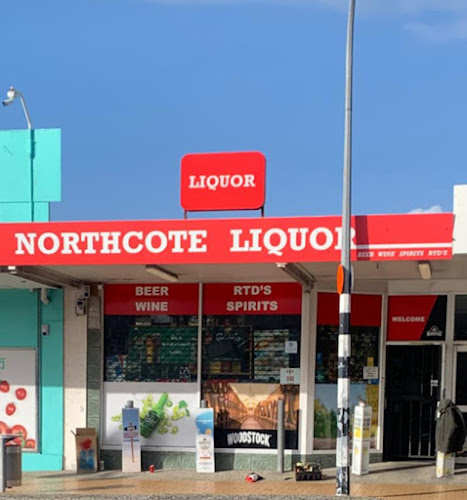 LIQUOR
NORTHCOTE LIQUOR
BEER WINE SPIRITS RTD'S
BEER
WINE
RTD'S
SPIRITS
WELCOME
WOODSTOCK